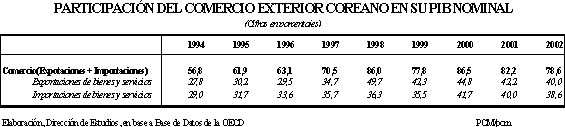 PARTICIPACIÓN DEL COMERCIO EXTERIOR COREANO EN SU PIB NOMINAL
(Cifras en porcentajes)
1994 1995 1996 1997 1998 1999 2000 2001 2002
Comercio (Expotaciones + Importaciones) 56,8 61,9 63,1 70,5 86,0 77,8 86,5 82,2 78,6
Exportaciones de bienes y servicios 27,8 30,2 29,5 34,7 49,7 42,3 44,8 42,2 40,0
Importaciones de bienes y servicios 29,0 31,7 33,6 35,7 36,3 35,5 41,7 40,0 38,6
Elaboración, Dirección de Estudios, en base a Base de Datos de la OECD PCM/pcm